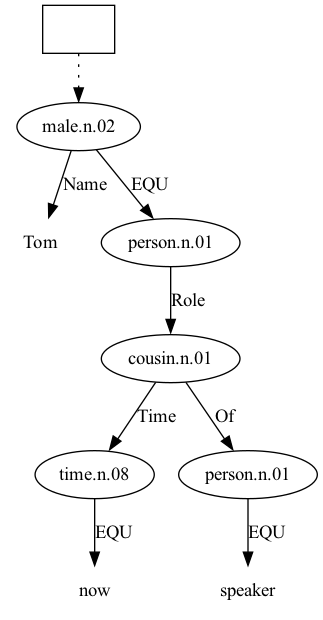 male.n.02
Name EQU
Tom person.n.01
Role
cousin.n.01
Time Of
time.n.08 person.n.01
EQU EQU
now speaker